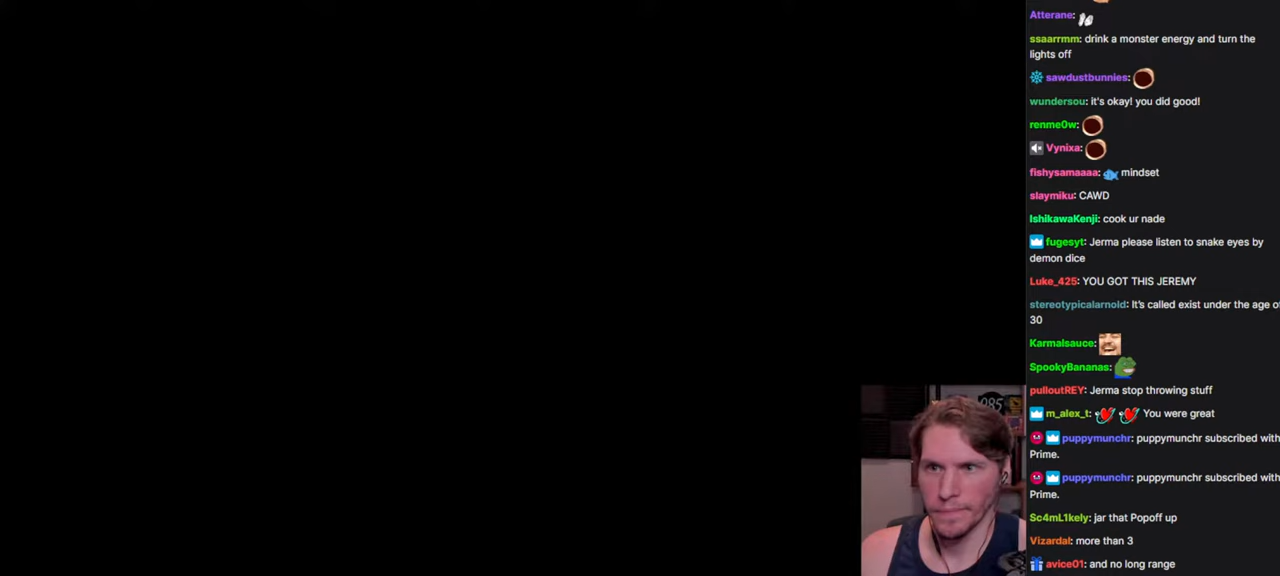 Atterane:
ssaarrmm: drink a monster energy and turn the
lights off
sawdustbunnies:
wundersou: it's okay! you did good!
renme0w:
Vynixa:
fishysamaaaa: mindset
slaymiku: CAWD
IshikawaKenji: cook ur nade
fugesyt: Jerma please listen to snake eyes by
demon dice
Luke_425: YOU GOT THIS JEREMY
stereotypicalarnold: It's called exist under the age of
30
Karmalsauce:
SpookyBananas:
pulloutREY: Jerma stop throwing stuff
m_alex_t: You were great
puppymunchr: puppymunchr subscribed with
Prime.
puppymunchr: puppymunchr subscribed with
Prime.
Sc4mL1kely: jar that Popoff up
Vizardal: more than 3
avice01: and no long range
985